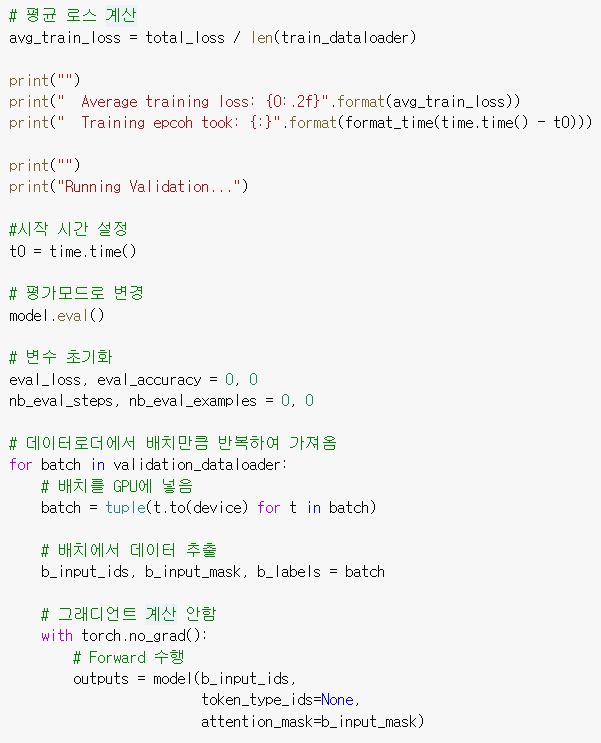 # 평균 로스 계산
avg_train_loss = total_loss / len(train_dataloader)
print("")
print("  Average training loss: {0:.2f}".format(avg_train_loss))
print("  Training epcoh took: {:}".format(format_time(time.time() - t0)))
print("")
print("Running Validation...")
#시작 시간 설정
t0 = time.time()
# 평가모드로 변경
model.eval()
# 변수 초기화
eval_loss, eval_accuracy = 0, 0
nb_eval_steps, nb_eval_examples = 0, 0
# 데이터로더에서 배치만큼 반복하여 가져옴
for batch in validation_dataloader:
    # 배치를 GPU에 넣음
    batch = tuple(t.to(device) for t in batch)
    # 배치에서 데이터 추출
    b_input_ids, b_input_mask, b_labels = batch
    # 그래디언트 계산 안함
    with torch.no_grad():
        # Forward 수행
        outputs = model(b_input_ids,
                        token_type_ids=None,
                        attention_mask=b_input_mask)